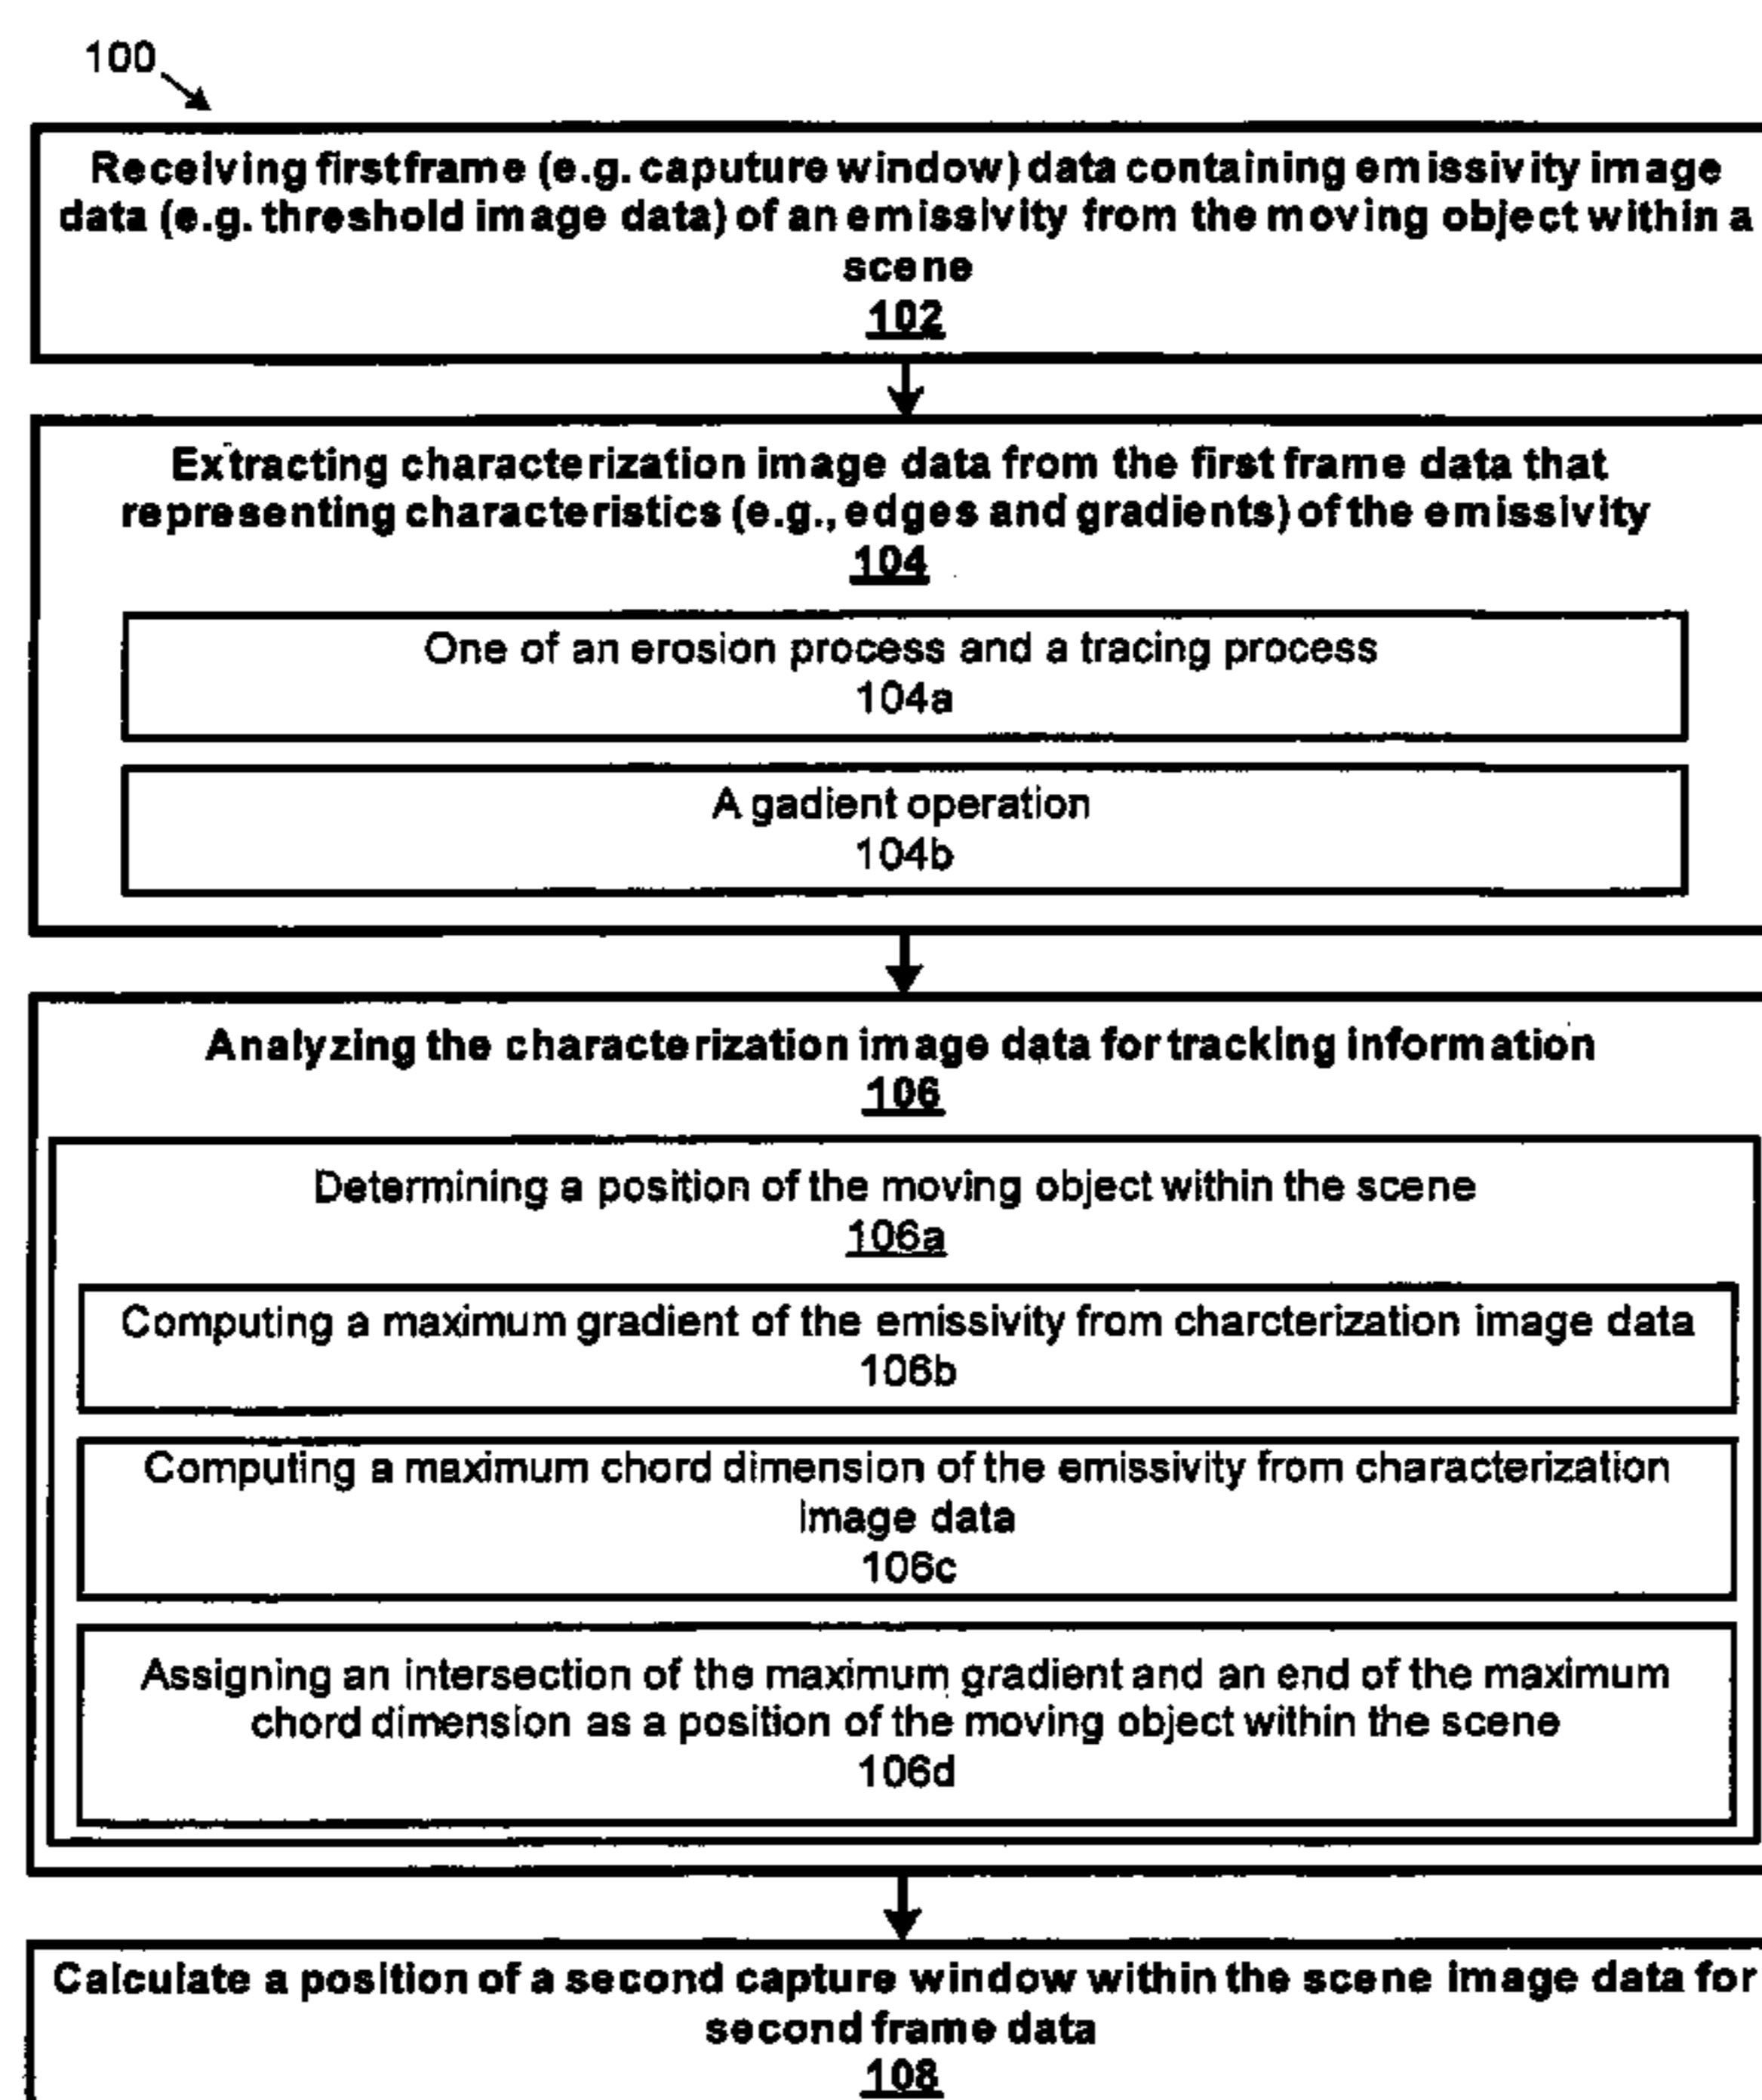 100
Receiving first frame (e.g. caputure window) data containing emissivity image
data (e.g. threshold image data) of an emissivity from the moving object within a
scene
102
Extracting characterization image data from the first frame data that
representing characteristics (e.g., edges and gradients) of the emissivity
104
One of an erosion process and a tracing process
104a
A gadient operation
104b
Analyzing the characterization image data for tracking information
106
Determining a position of the moving object within the scene
106a
Computing a maximum gradient of the emissivity from charcterization image data
106b
Computing a maximum chord dimension of the emissivity from characterization
image data
106c
Assigning an intersection of the maximum gradient and an end of the maximum
chord dimension as a position of the moving object within the scene
106d
Calculate a position of a second capture window within the scene image data for
second frame data
108